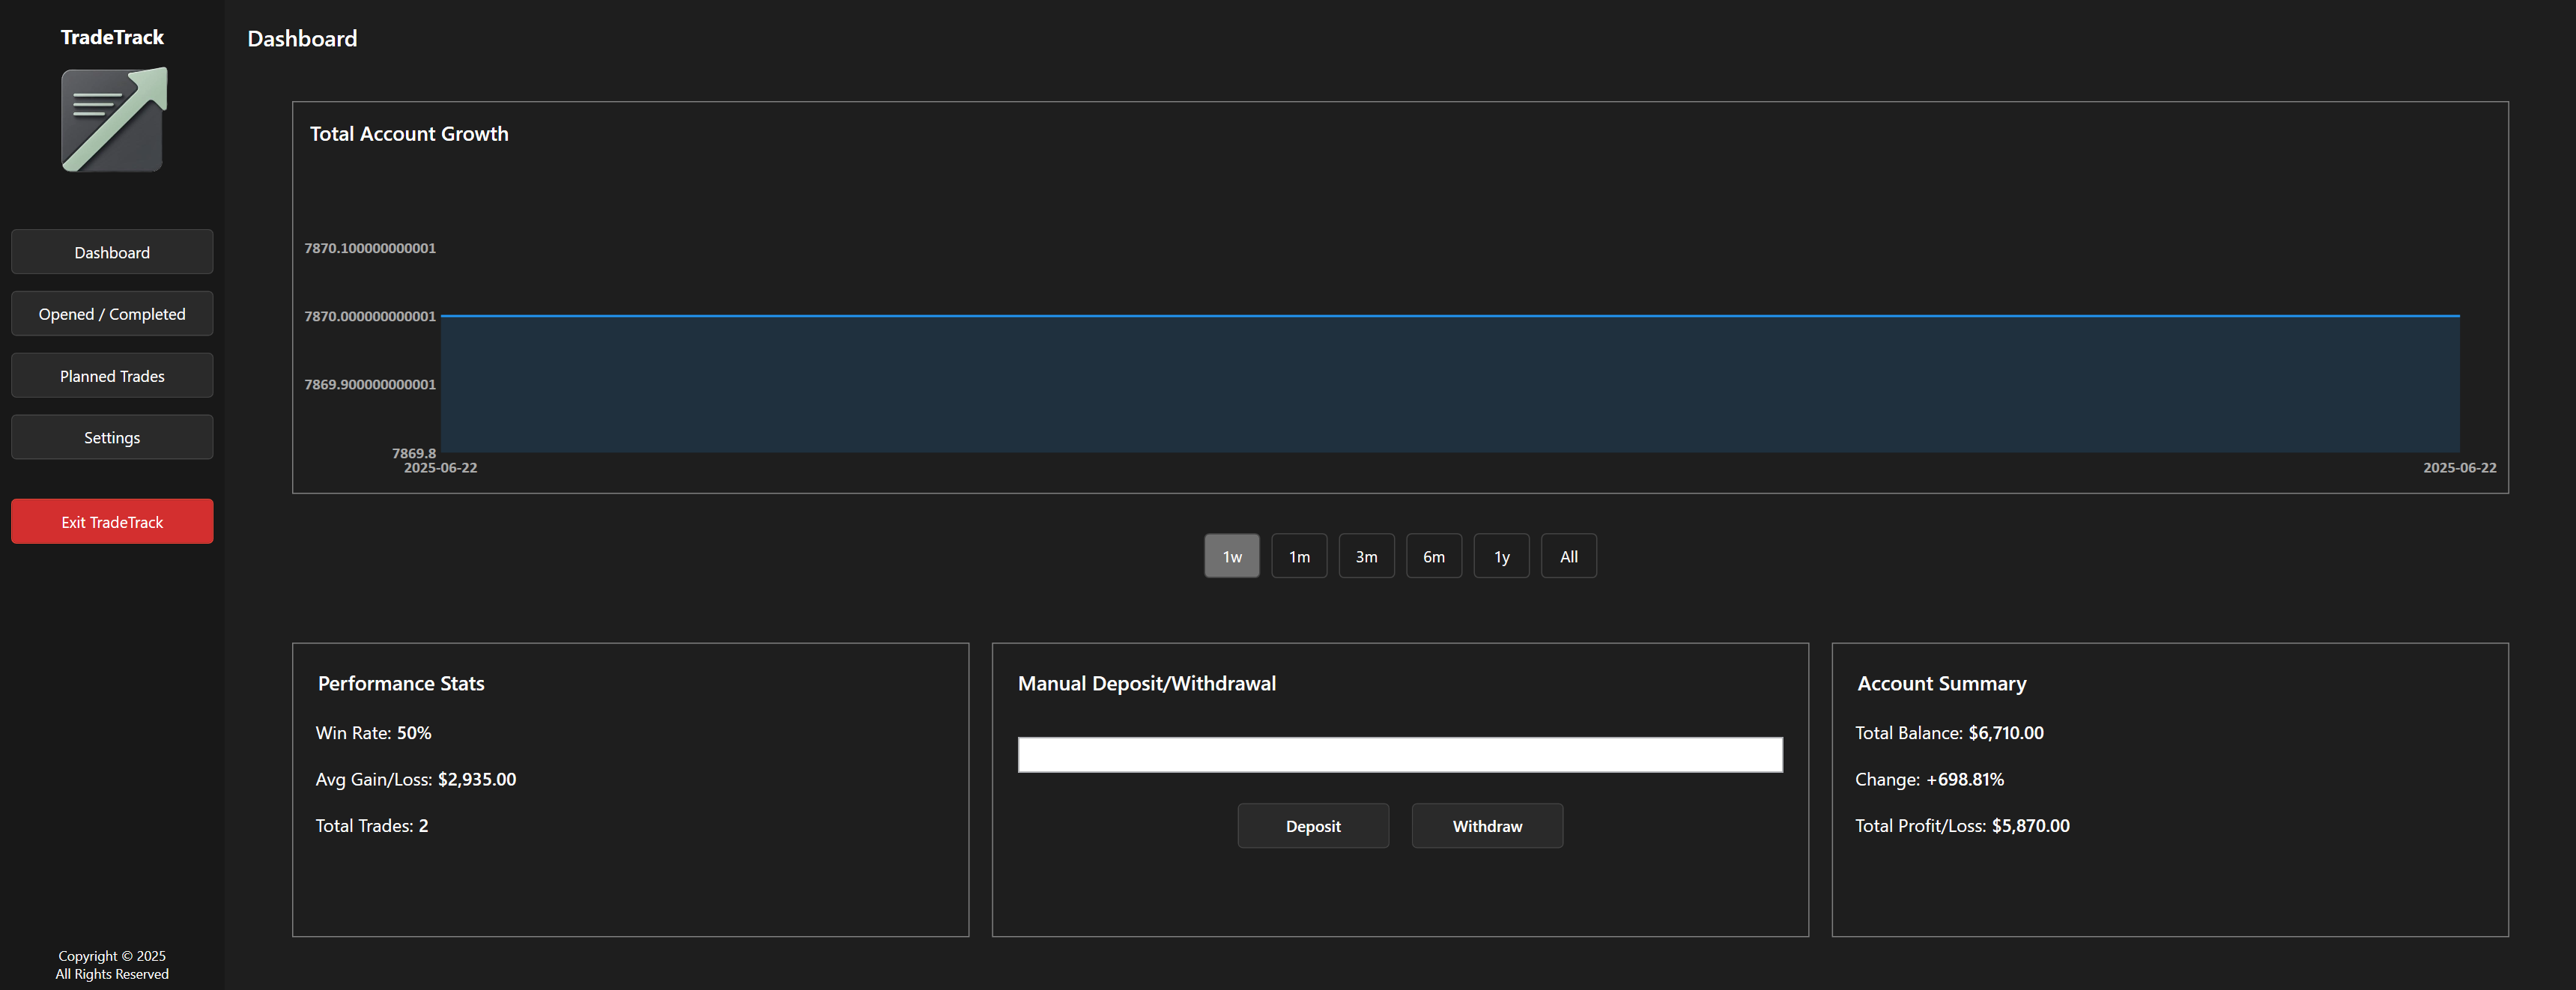 TradeTrack
Dashboard
Opened / Completed
Planned Trades
Settings
Exit TradeTrack
Copyright © 2025
All Rights Reserved
Dashboard
Total Account Growth
7870.100000000001
7870.000000000001
7869.900000000001
7869.8
2025-06-22 2025-06-22
1w 1m 3m 6m 1y All
Performance Stats
Win Rate: 50%
Avg Gain/Loss: $2,935.00
Total Trades: 2
Manual Deposit/Withdrawal
Deposit Withdraw
Account Summary
Total Balance: $6,710.00
Change: +698.81%
Total Profit/Loss: $5,870.00